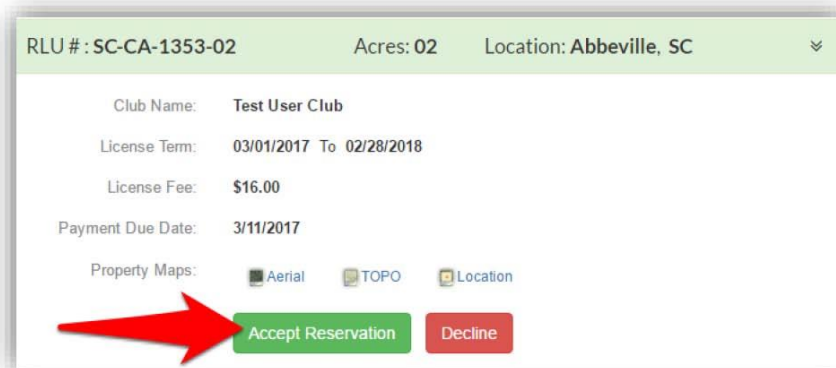 RLU # : SC-CA-1353-02 Acres: 02 Location: Abbeville, SC
Club Name: Test User Club
License Term: 03/01/2017 To 02/28/2018
License Fee: $16.00
Payment Due Date: 3/11/2017
Property Maps: Aerial TOPO Location
Accept Reservation Decline